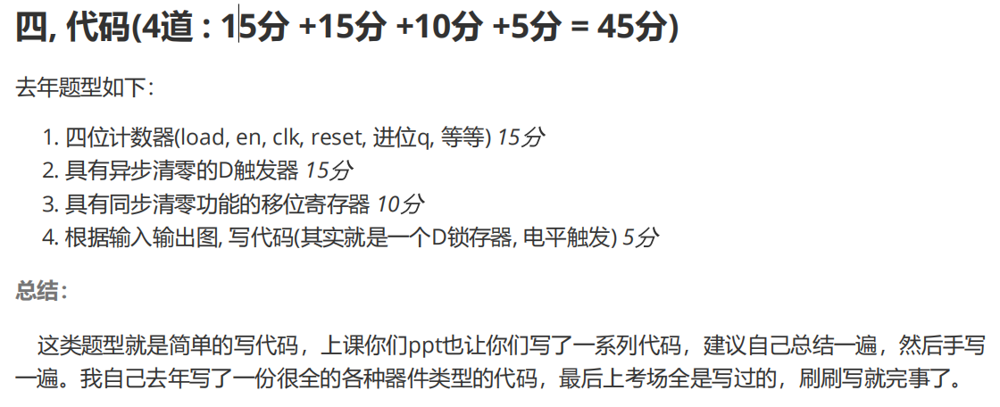 四, 代码(4道 : 15分 +15分 +10分 +5分 = 45分)
去年题型如下：
1. 四位计数器(load, en, clk, reset, 进位q, 等等) 15分
2. 具有异步清零的D触发器 15分
3. 具有同步清零功能的移位寄存器 10分
4. 根据输入输出图, 写代码(其实就是一个D锁存器, 电平触发) 5分
总结：
这类题型就是简单的写代码，上课你们ppt也让你们写了一系列代码，建议自己总结一遍，然后手写
一遍。我自己去年写了一份很全的各种器件类型的代码，最后上考场全是写过的，刷刷写就完事了。